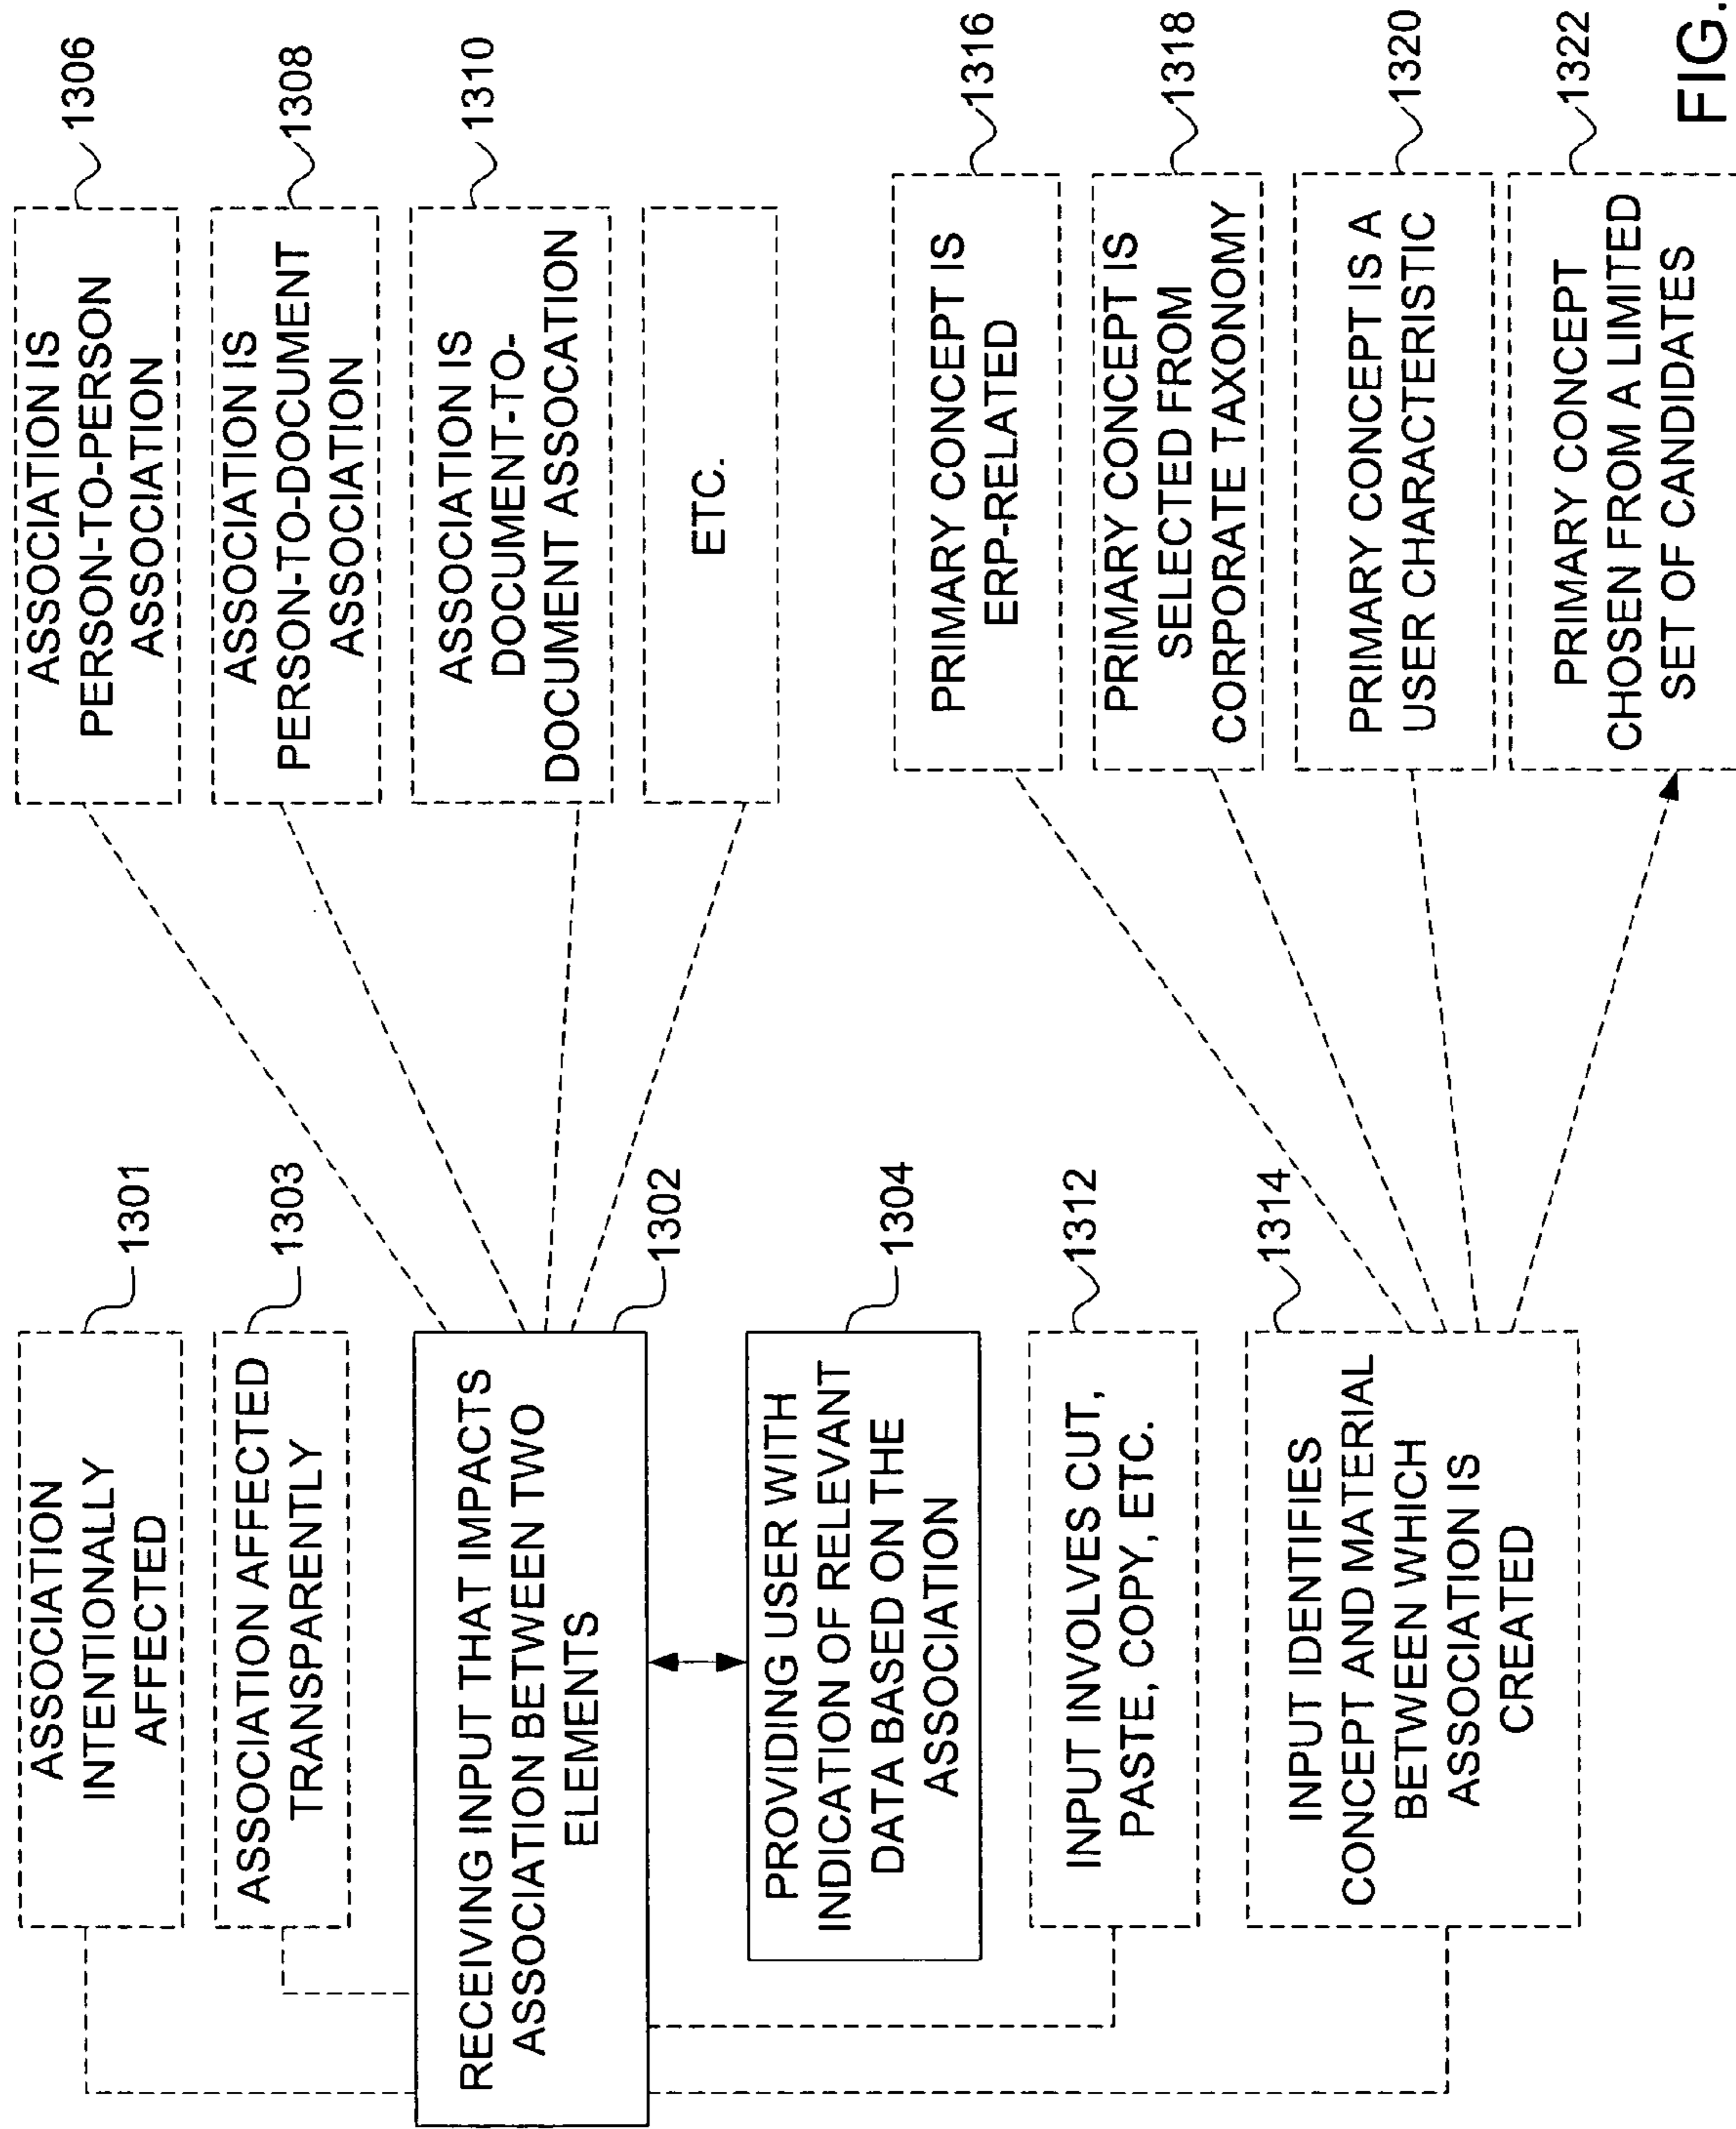 ASSOCIATION
INTENTIONALLY
AFFECTED
1301
ASSOCIATION AFFECTED
TRANSPARENTLY
1303
RECEIVING INPUT THAT IMPACTS
ASSOCIATION BETWEEN TWO
ELEMENTS
1302
PROVIDING USER WITH
INDICATION OF RELEVANT
DATA BASED ON THE
ASSOCIATION
1304
INPUT INVOLVES CUT,
PASTE, COPY, ETC.
1312
INPUT IDENTIFIES
CONCEPT AND MATERIAL
BETWEEN WHICH
ASSOCIATION IS
CREATED
1314
ASSOCIATION IS
PERSON-TO-PERSON
ASSOCIATION
1306
ASSOCIATION IS
PERSON-TO-DOCUMENT
ASSOCIATION
1308
ASSOCIATION IS
DOCUMENT-TO-
DOCUMENT ASSOCATION
1310
ETC.
PRIMARY CONCEPT IS
ERP-RELATED
1316
PRIMARY CONCEPT IS
SELECTED FROM
CORPORATE TAXONOMY
1318
PRIMARY CONCEPT IS A
USER CHARACTERISTIC
1320
PRIMARY CONCEPT
CHOSEN FROM A LIMITED
SET OF CANDIDATES
1322
FIG.